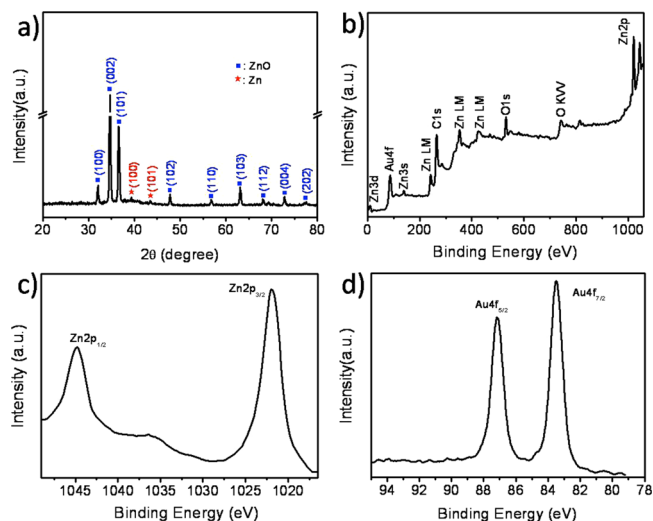 a)
Intensity(a.u.)
■: ZnO
★: Zn
(100)
(002)
(101)
(100)
(101)
(102)
(110)
(103)
(112)
(004)
(202)
20 30 40 50 60 70 80
2θ (degree)
b)
Intensity (a.u.)
Zn3d
Au4f
Zn3s
Zn LM
C1s
Zn LM
Zn LM
O1s
O KVV
Zn2p
0 200 400 600 800 1000
Binding Energy (eV)
c)
Intensity (a.u.)
Zn2p1/2
Zn2p3/2
1045 1040 1035 1030 1025 1020
Binding Energy (eV)
d)
Intensity(a.u.)
Au4f5/2
Au4f7/2
94 92 90 88 86 84 82 80 78
Binding Energy (eV)